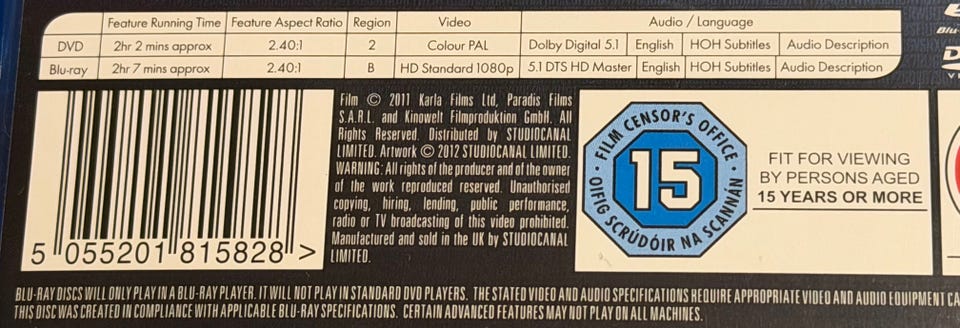 Feature Running Time Feature Aspect Ratio Region Video Audio / Language
DVD 2hr 2 mins approx 2.40:1 2 Colour PAL Dolby Digital 5.1 English HOH Subtitles Audio Description
Blu-ray 2hr 7 mins approx 2.40:1 B HD Standard 1080p 5.1 DTS HD Master English HOH Subtitles Audio Description
5 055201 815828 >
Film © 2011 Karla Films Ltd, Paradis Films
S.A.R.L. and Kinowelt Filmproduktion GmbH. All
Rights Reserved. Distributed by STUDIOCANAL
LIMITED. Artwork © 2012 STUDIOCANAL LIMITED.
WARNING: All rights of the producer and of the owner
of the work reproduced reserved. Unauthorised
copying, hiring, lending, public performance,
radio or TV broadcasting of this video prohibited.
Manufactured and sold in the UK by STUDIOCANAL
LIMITED.
· FILM CENSOR'S OFFICE ·
15
OIFIG SCRÚDÓIR NA SCANNÁN
FIT FOR VIEWING
BY PERSONS AGED
15 YEARS OR MORE
BLU-RAY DISCS WILL ONLY PLAY IN A BLU-RAY PLAYER. IT WILL NOT PLAY IN STANDARD DVD PLAYERS. THE STATED VIDEO AND AUDIO SPECIFICATIONS REQUIRE APPROPRIATE VIDEO AND AUDIO EQUIPMENT CA
THIS DISC WAS CREATED IN COMPLIANCE WITH APPLICABLE BLU-RAY SPECIFICATIONS. CERTAIN ADVANCED FEATURES MAY NOT PLAY ON ALL MACHINES.